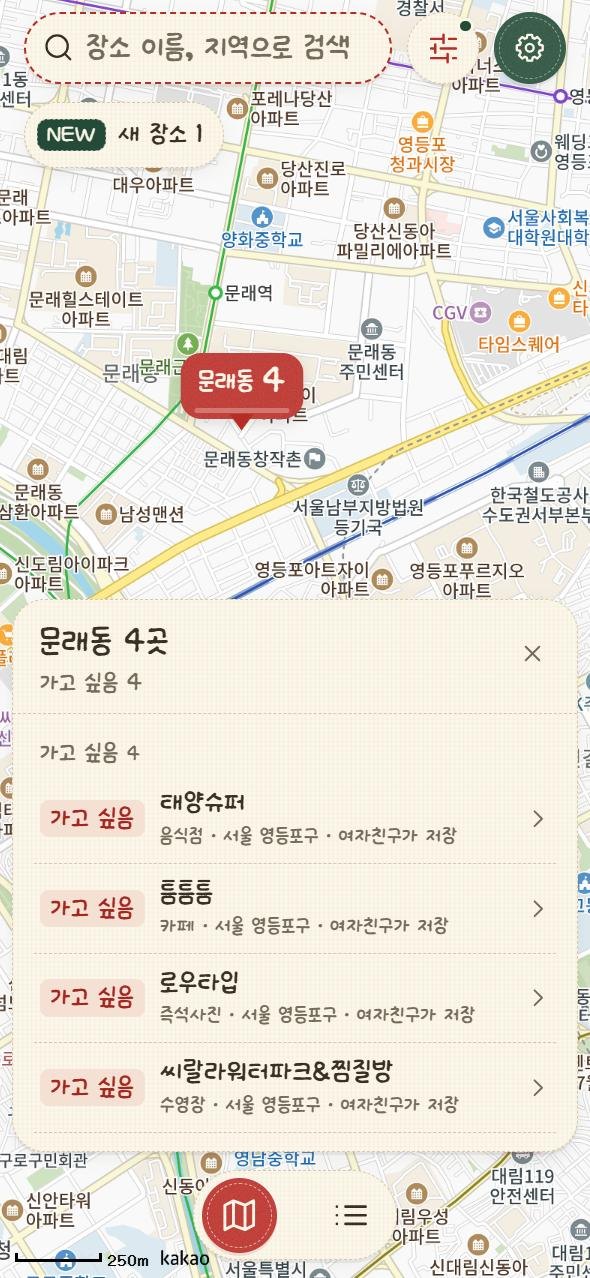 경찰서
장소 이름, 지역으로 검색
아파트
NEW 새 장소 1
포레나당산
아파트
영등포
청과시장
대우아파트
당산진로
아파트
당산신동아
파밀리에아파트
서울사회복
대학원대학
양화중학교
문래역
문래힐스테이트
아파트
CGV
타임스퀘어
문래동
주민센터
문래동 4
문래동창작촌
문래동
삼환아파트
남성맨션
서울남부지방법원
등기국
한국철도공사
수도권서부본부
신도림아이파크
아파트
영등포아트자이
아파트
영등포푸르지오
아파트
문래동 4곳
가고 싶음 4
가고 싶음 4
가고 싶음
태양슈퍼
음식점 · 서울 영등포구 · 여자친구가 저장
가고 싶음
틈틈틈
카페 · 서울 영등포구 · 여자친구가 저장
가고 싶음
로우타입
즉석사진 · 서울 영등포구 · 여자친구가 저장
가고 싶음
씨랄라워터파크&찜질방
수영장 · 서울 영등포구 · 여자친구가 저장
구로구민회관
영남중학교
대림119
안전센터
신안타워
아파트
신대림신동아
250m kakao
서울특별시